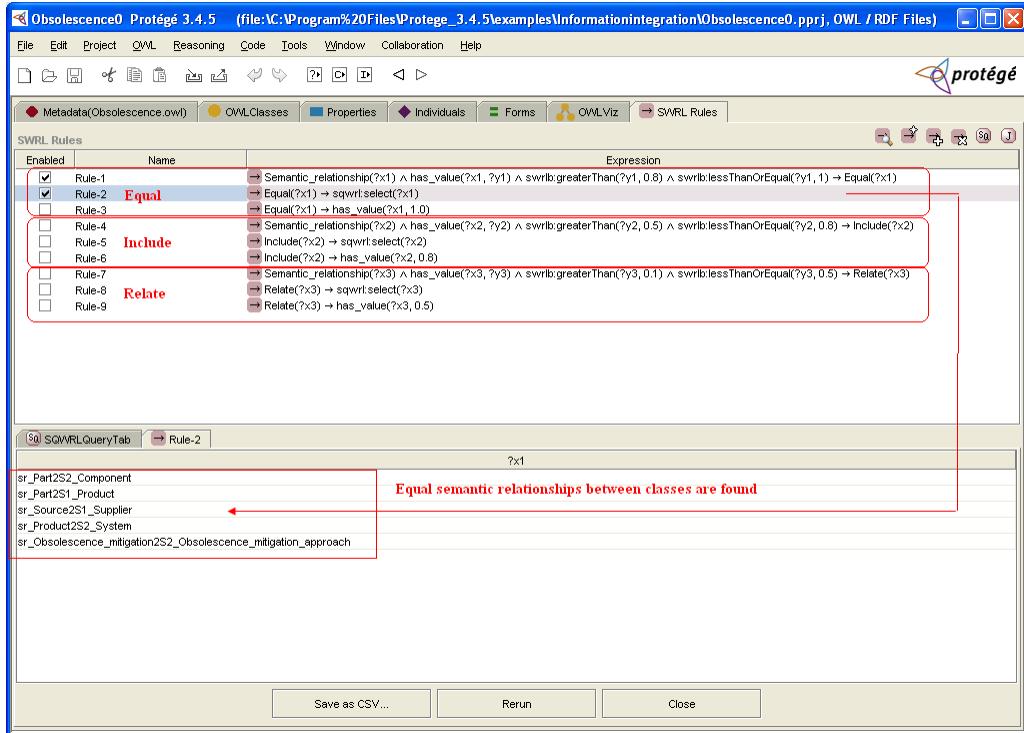 Obsolescence0 Protégé 3.4.5 (file:\C:\Program%20Files\Protege_3.4.5\examples\Informationintegration\Obsolescence0.pprj, OWL / RDF Files)
File Edit Project OWL Reasoning Code Tools Window Collaboration Help
protégé
Metadata(Obsolescence.owl) OWLClasses Properties Individuals Forms OWLViz SWRL Rules
SWRL Rules
Enabled Name Expression
Rule-1 Semantic_relationship(?x1) ∧ has_value(?x1, ?y1) ∧ swrlb:greaterThan(?y1, 0.8) ∧ swrlb:lessThanOrEqual(?y1, 1) → Equal(?x1)
Rule-2 Equal Equal(?x1) → sqwrl:select(?x1)
Rule-3 Equal(?x1) → has_value(?x1, 1.0)
Rule-4 Semantic_relationship(?x2) ∧ has_value(?x2, ?y2) ∧ swrlb:greaterThan(?y2, 0.5) ∧ swrlb:lessThanOrEqual(?y2, 0.8) → Include(?x2)
Rule-5 Include Include(?x2) → sqwrl:select(?x2)
Rule-6 Include(?x2) → has_value(?x2, 0.8)
Rule-7 Semantic_relationship(?x3) ∧ has_value(?x3, ?y3) ∧ swrlb:greaterThan(?y3, 0.1) ∧ swrlb:lessThanOrEqual(?y3, 0.5) → Relate(?x3)
Rule-8 Relate Relate(?x3) → sqwrl:select(?x3)
Rule-9 Relate(?x3) → has_value(?x3, 0.5)
SQWRLQueryTab Rule-2
?x1
sr_Part2S2_Component
sr_Part2S1_Product
Equal semantic relationships between classes are found
sr_Source2S1_Supplier
sr_Product2S2_System
sr_Obsolescence_mitigation2S2_Obsolescence_mitigation_approach
Save as CSV... Rerun Close